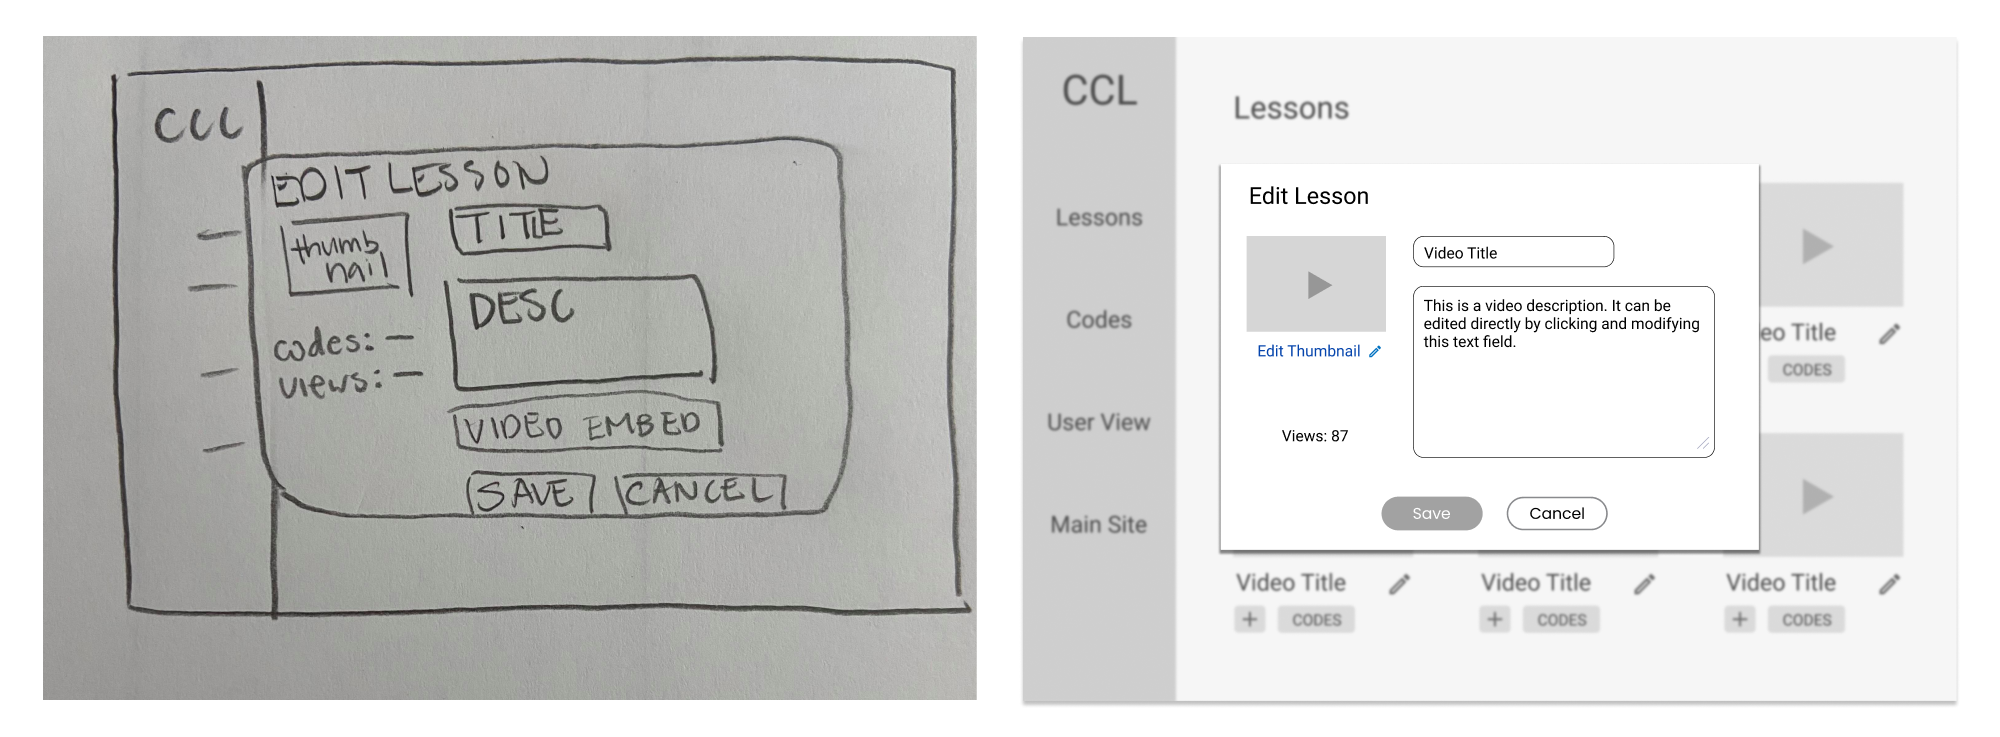 CCL
EDIT LESSON
thumb
nail
TITLE
DESC
codes: —
views: —
VIDEO EMBED
SAVE
CANCEL
CCL
Lessons
Codes
User View
Main Site
Lessons
Edit Lesson
Video Title
This is a video description. It can be
edited directly by clicking and modifying
this text field.
Edit Thumbnail
Views: 87
Save
Cancel
eo Title
CODES
Video Title
+ CODES
Video Title
+ CODES
Video Title
+ CODES